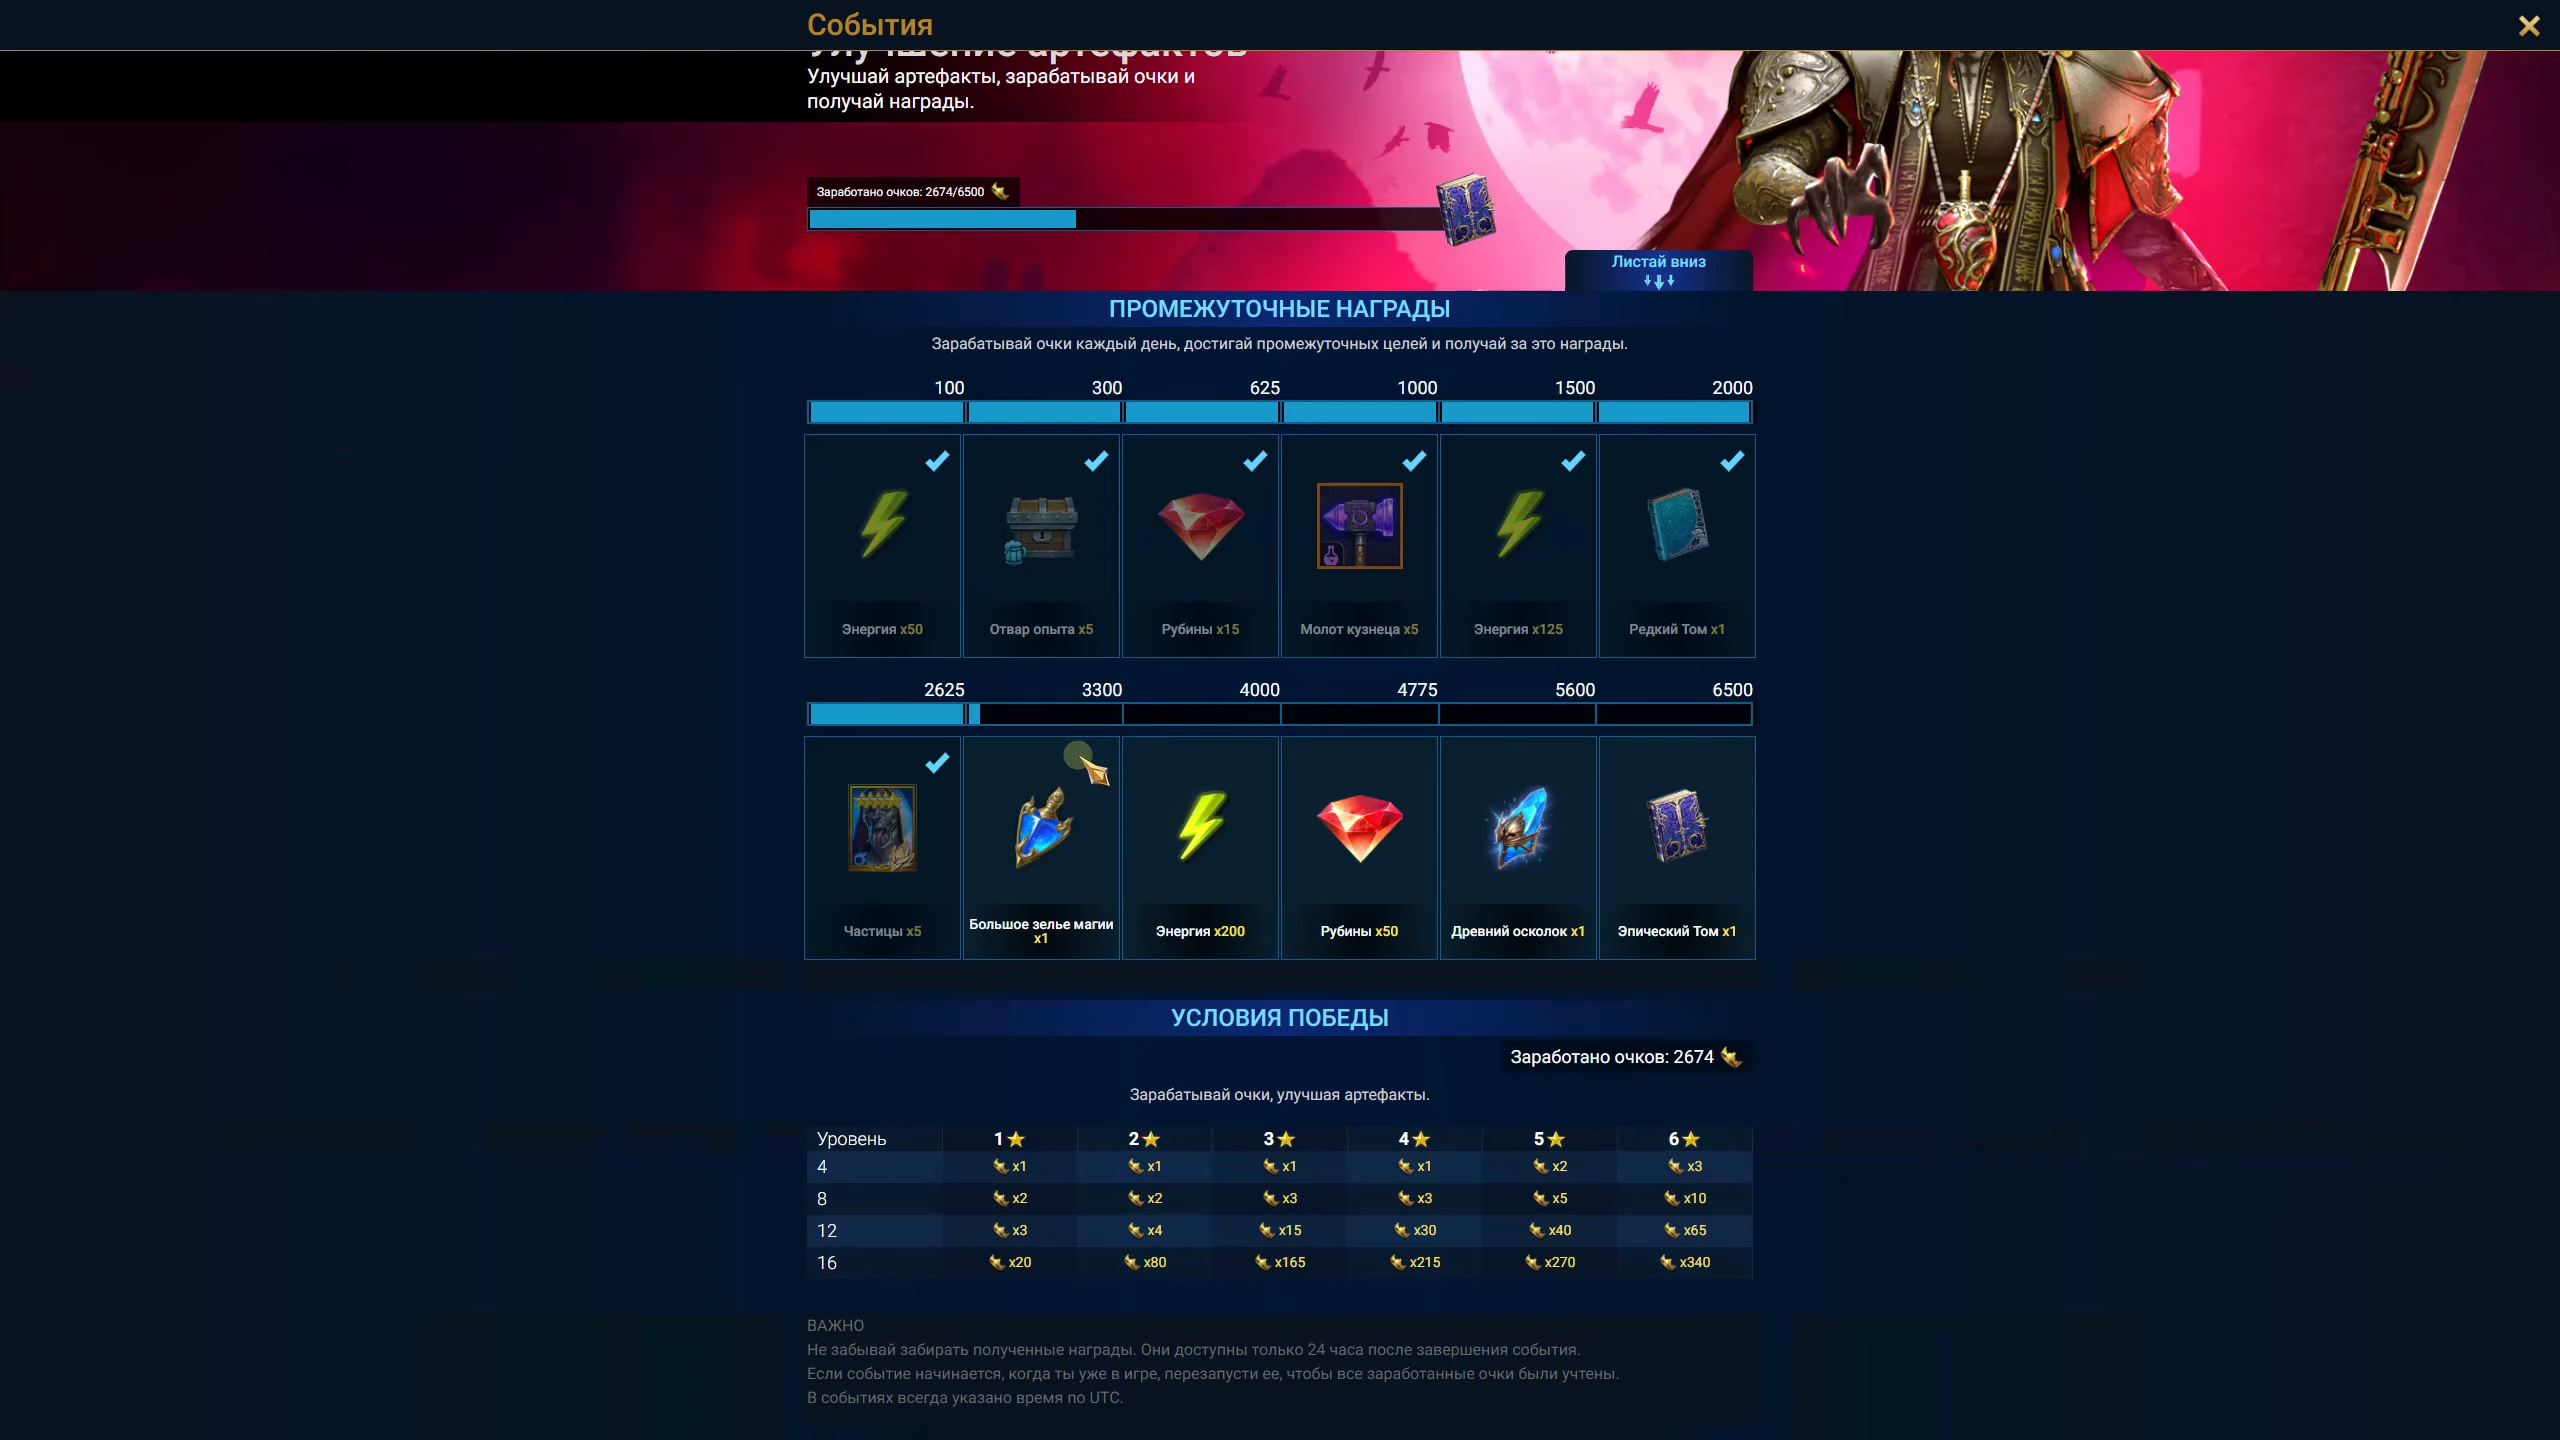 События
Улучшение артефактов
Улучшай артефакты, зарабатывай очки и
получай награды.
Заработано очков: 2674/6500
Листай вниз
ПРОМЕЖУТОЧНЫЕ НАГРАДЫ
Зарабатывай очки каждый день, достигай промежуточных целей и получай за это награды.
100 300 625 1000 1500 2000
Энергия x50 Отвар опыта x5 Рубины x15 Молот кузнеца x5 Энергия x125 Редкий Том x1
2625 3300 4000 4775 5600 6500
Частицы x5 Большое зелье магии x1 Энергия x200 Рубины x50 Древний осколок x1 Эпический Том x1
УСЛОВИЯ ПОБЕДЫ
Заработано очков: 2674
Зарабатывай очки, улучшая артефакты.
Уровень 1 2 3 4 5 6
4 x1 x1 x1 x1 x2 x3
8 x2 x2 x3 x3 x5 x10
12 x3 x4 x15 x30 x40 x65
16 x20 x80 x165 x215 x270 x340
ВАЖНО
Не забывай забирать полученные награды. Они доступны только 24 часа после завершения события.
Если событие начинается, когда ты уже в игре, перезапусти ее, чтобы все заработанные очки были учтены.
В событиях всегда указано время по UTC.